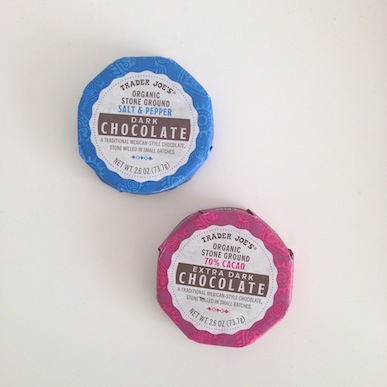 TRADER JOE'S®
ORGANIC
STONE GROUND
SALT & PEPPER
DARK
CHOCOLATE
A TRADITIONAL MEXICAN-STYLE CHOCOLATE,
STONE MILLED IN SMALL BATCHES.
NET WT. 2.6 OZ (73.7g)
TRADER JOE'S®
ORGANIC
STONE GROUND
70% CACAO
EXTRA DARK
CHOCOLATE
A TRADITIONAL MEXICAN-STYLE CHOCOLATE,
STONE MILLED IN SMALL BATCHES.
NET WT. 2.6 OZ (73.7g)